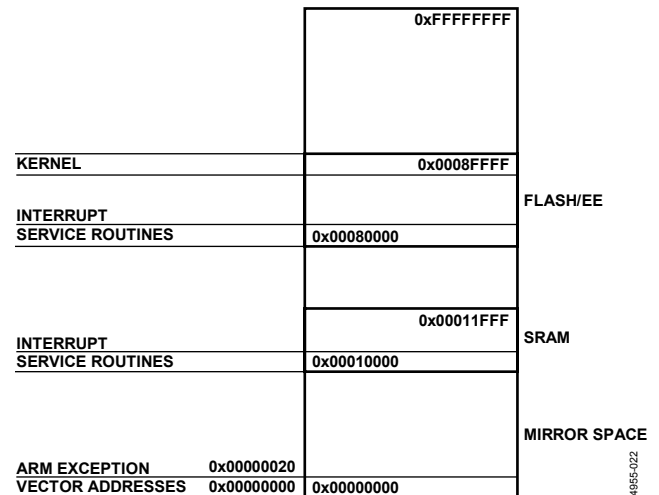 0xFFFFFFFF
KERNEL 0x0008FFFF
FLASH/EE
INTERRUPT
SERVICE ROUTINES 0x00080000
0x00011FFF
SRAM
INTERRUPT
SERVICE ROUTINES 0x00010000
MIRROR SPACE
ARM EXCEPTION 0x00000020
VECTOR ADDRESSES 0x00000000 0x00000000
4955-022